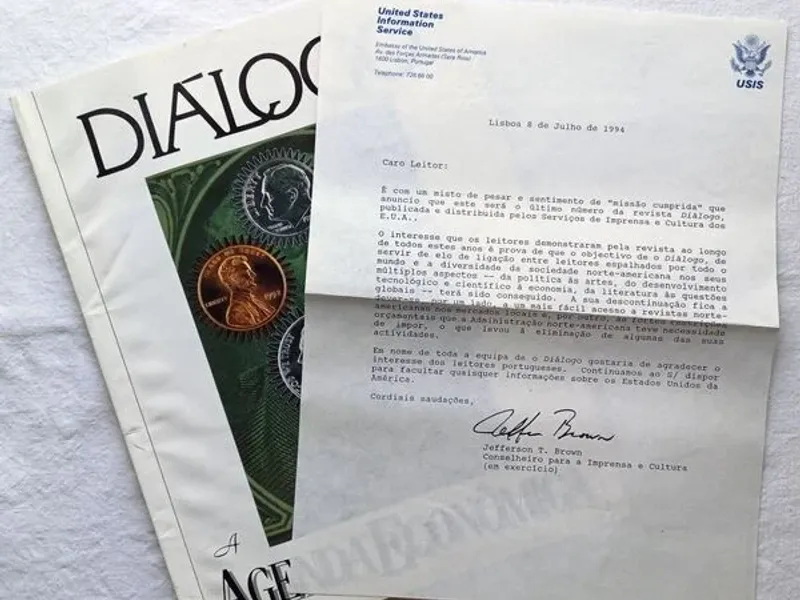 DIÁLOG
A
AGENDA ECONÓM
United States
Information
Service
Embassy of the United States of America
Av. das Forças Armadas (Sete Rios)
1600 Lisbon, Portugal
Telephone: 726 66 00
USIS
Lisboa 8 de Julho de 1994
Caro Leitor:
É com um misto de pesar e sentimento de "missão cumprida" que
anuncio que este será o último número da revista Diálogo,
publicada e distribuida pelos Serviços de Imprensa e Cultura dos
E.U.A..
O interesse que os leitores demonstraram pela revista ao longo
de todos estes anos é prova de que o objectivo de o Diálogo, de
servir de elo de ligação entre leitores espalhados por todo o
mundo e a diversidade da sociedade norte-americana nos seus
múltiplos aspectos -- da política às artes, do desenvolvimento
tecnológico e científico à economia, da literatura às questões
globais -- terá sido conseguido. A sua descontinuação fica a
dever-se, por um lado, a um mais fácil acesso a revistas norte-
americanas nos mercados locais e, por outro, às fortes restrições
orçamentais que a Administração norte-americana teve necessidade
de impor, o que levou à eliminação de algumas das suas
actividades.
Em nome de toda a equipa de o Diálogo gostaria de agradecer o
interesse dos leitores portugueses. Continuamos ao S/ dispor
para facultar quaisquer informações sobre os Estados Unidos da
América.
Cordiais saudações,
Jefferson T. Brown
Conselheiro para a Imprensa e Cultura
(em exercício)
LIBERTY
1994